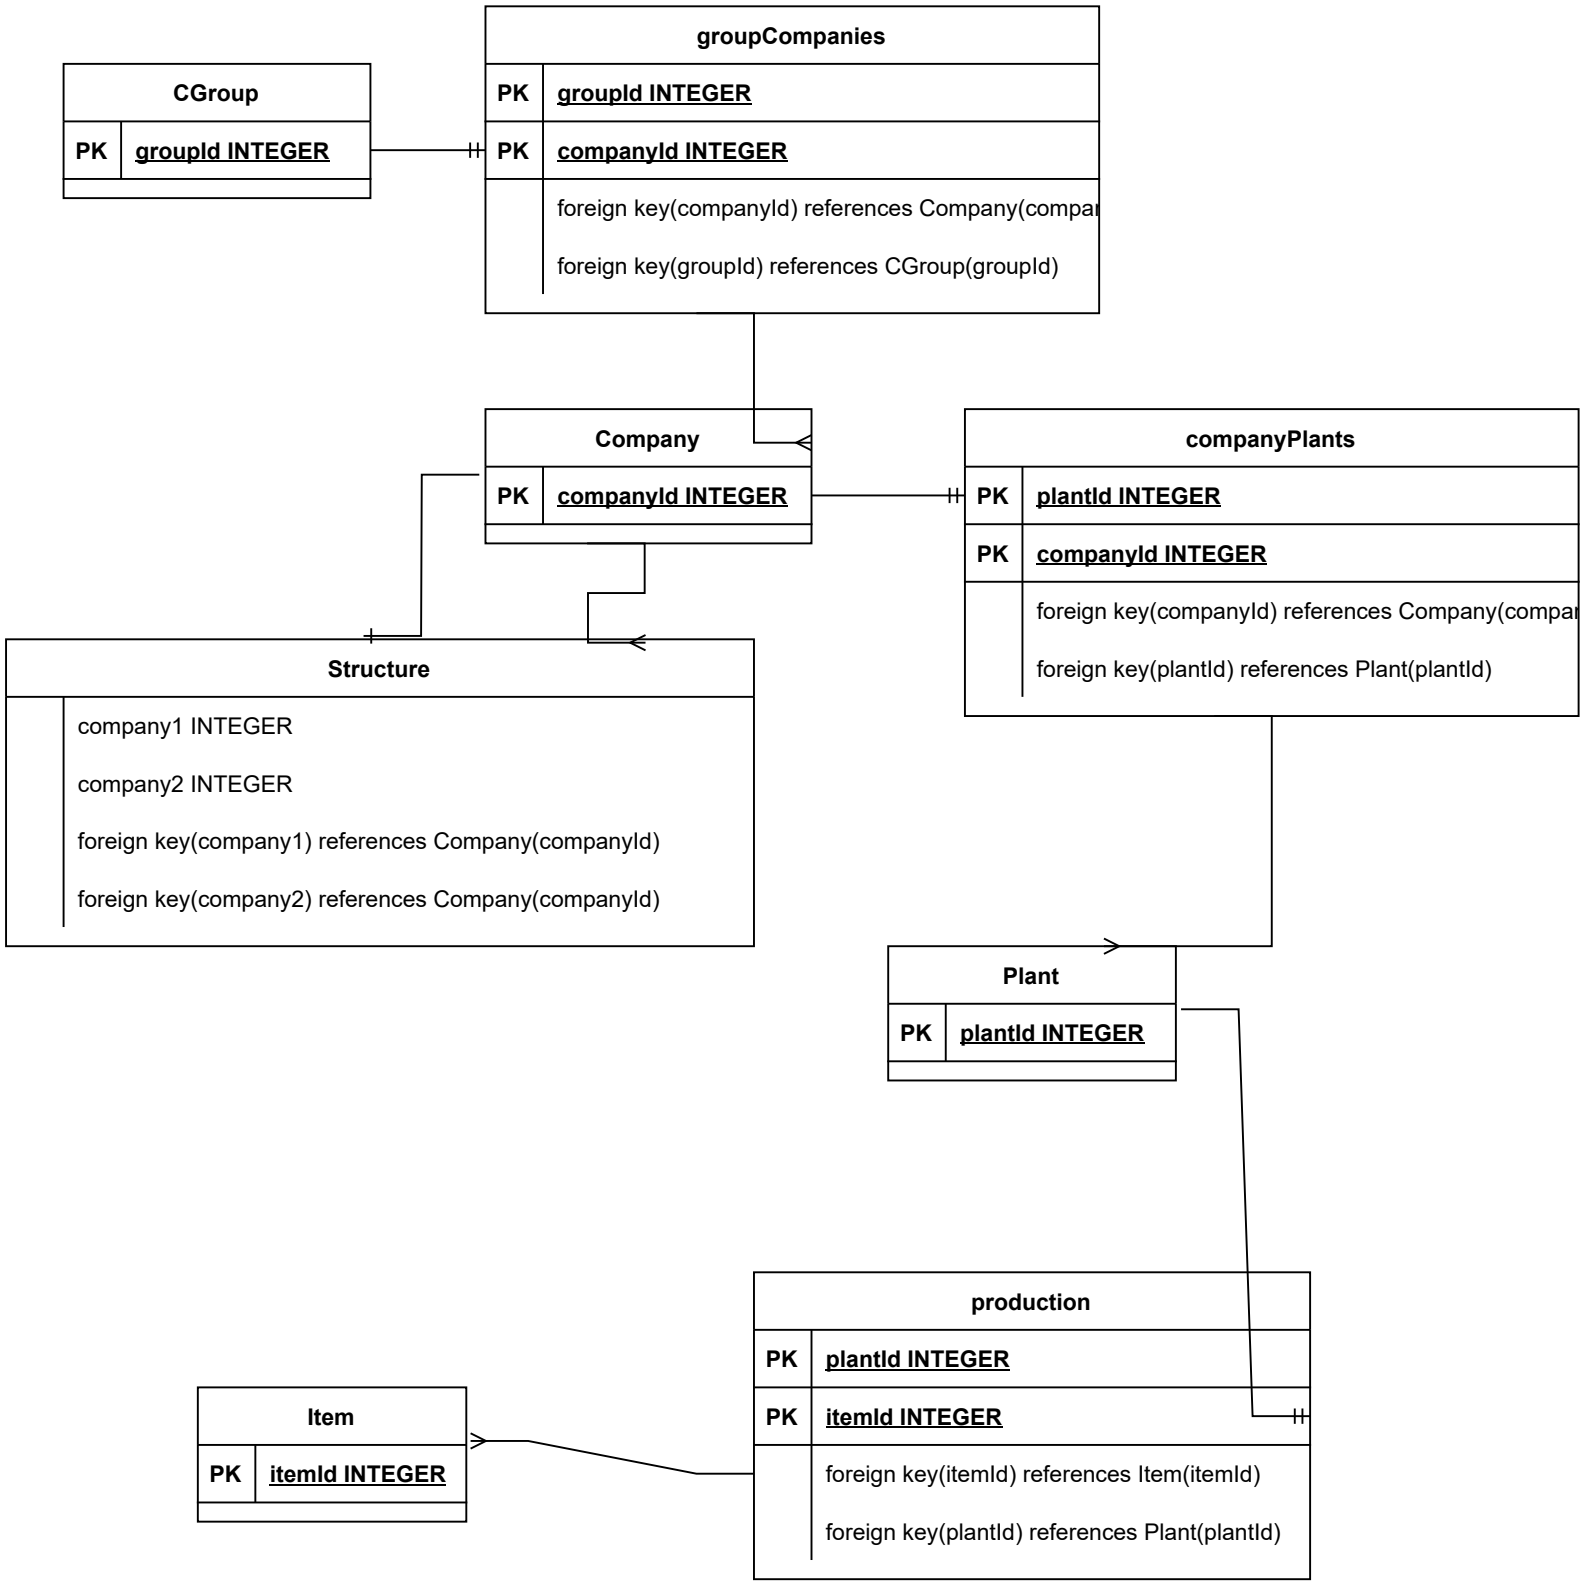 groupCompanies
PK groupId INTEGER
PK companyId INTEGER
foreign key(companyId) references Company(compar
foreign key(groupId) references CGroup(groupId)
CGroup
PK groupId INTEGER
Company
PK companyId INTEGER
companyPlants
PK plantId INTEGER
PK companyId INTEGER
foreign key(companyId) references Company(compar
foreign key(plantId) references Plant(plantId)
Structure
company1 INTEGER
company2 INTEGER
foreign key(company1) references Company(companyId)
foreign key(company2) references Company(companyId)
Plant
PK plantId INTEGER
production
PK plantId INTEGER
PK itemId INTEGER
foreign key(itemId) references Item(itemId)
foreign key(plantId) references Plant(plantId)
Item
PK itemId INTEGER